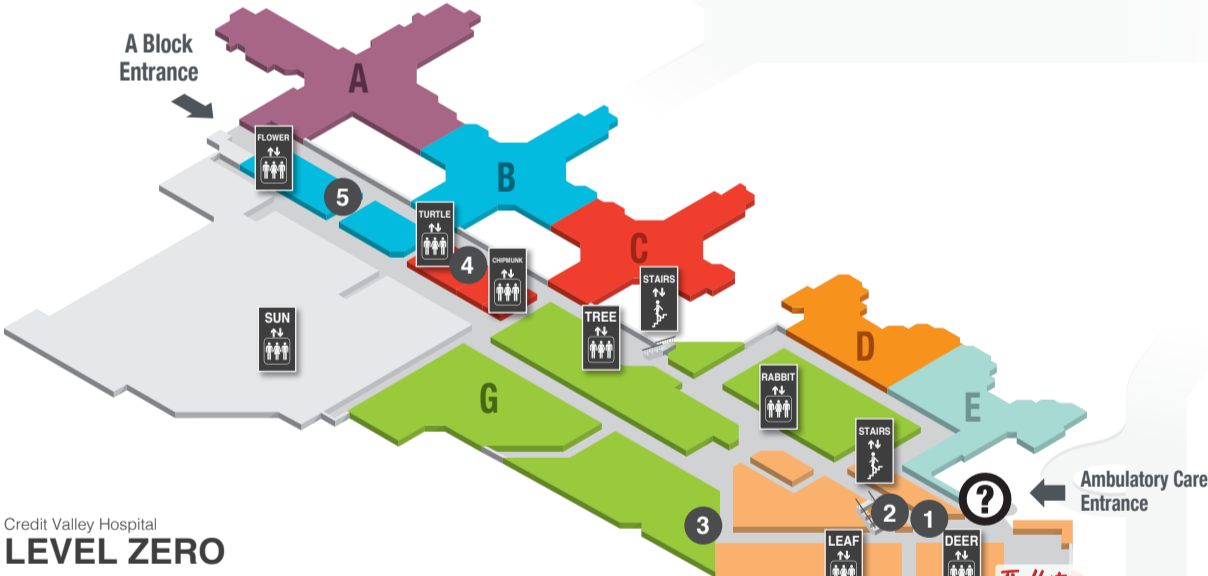 A Block
Entrance
A
FLOWER
B
5
TURTLE
4
CHIPMUNK
C
STAIRS
SUN
TREE
D
RABBIT
G
E
STAIRS
?
Ambulatory Care
Entrance
3
2
1
LEAF
DEER
Credit Valley Hospital
LEVEL ZERO